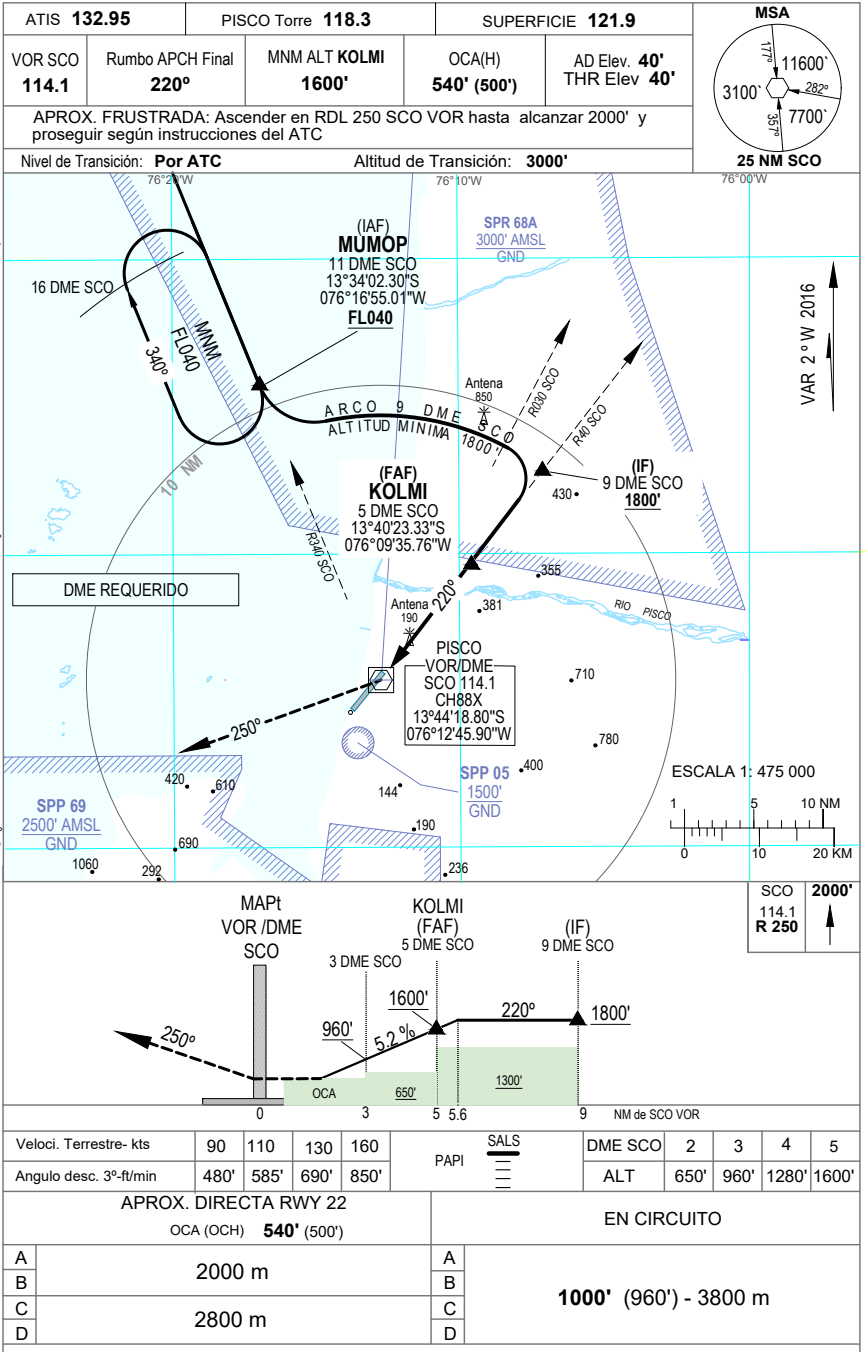 ATIS 132.95
PISCO Torre 118.3
SUPERFICIE 121.9
VOR SCO
114.1
Rumbo APCH Final
220º
MNM ALT KOLMI
1600'
OCA(H)
540' (500')
AD Elev. 40'
THR Elev 40'
APROX. FRUSTRADA: Ascender en RDL 250 SCO VOR hasta alcanzar 2000' y
proseguir según instrucciones del ATC
Nivel de Transición: Por ATC
Altitud de Transición: 3000'
MSA
177º
11600`
3100`
282º
7700`
357º
25 NM SCO
76°20'W
76°10'W
76°00'W
(IAF)
MUMOP
11 DME SCO
13°34'02.30"S
076°16'55.01"W
FL040
SPR 68A
3000' AMSL
GND
16 DME SCO
MNM
FL040
340º
VAR 2 º W 2016
Antena
850
ARCO 9 DME SCO
ALTITUD MINIMA 1800'
R030 SCO
R40 SCO
10 NM
(FAF)
KOLMI
5 DME SCO
13°40'23.33"S
076°09'35.76"W
(IF)
9 DME SCO
1800'
430
R340 SCO
DME REQUERIDO
355
220º
Antena
190
381
RIO PISCO
PISCO
VOR/DME
SCO 114.1
CH88X
13°44'18.80"S
076°12'45.90"W
710
250º
780
400
SPP 05
1500'
GND
ESCALA 1: 475 000
1 5 10 NM
0 10 20 KM
420
610
144
SPP 69
2500' AMSL
GND
190
690
1060
292
236
SCO
114.1
R 250
2000'
MAPt
VOR /DME
SCO
KOLMI
(FAF)
5 DME SCO
(IF)
9 DME SCO
3 DME SCO
1600'
220º
1800'
960'
5.2 %
250º
OCA
650'
1300'
0 3 5 5.6 9 NM de SCO VOR
Veloci. Terrestre- kts 90 110 130 160
Angulo desc. 3º-ft/min 480' 585' 690' 850'
PAPI
SALS
DME SCO 2 3 4 5
ALT 650' 960' 1280' 1600'
APROX. DIRECTA RWY 22
OCA (OCH) 540' (500')
EN CIRCUITO
A
B
C
D
2000 m
2800 m
A
B
C
D
1000' (960') - 3800 m